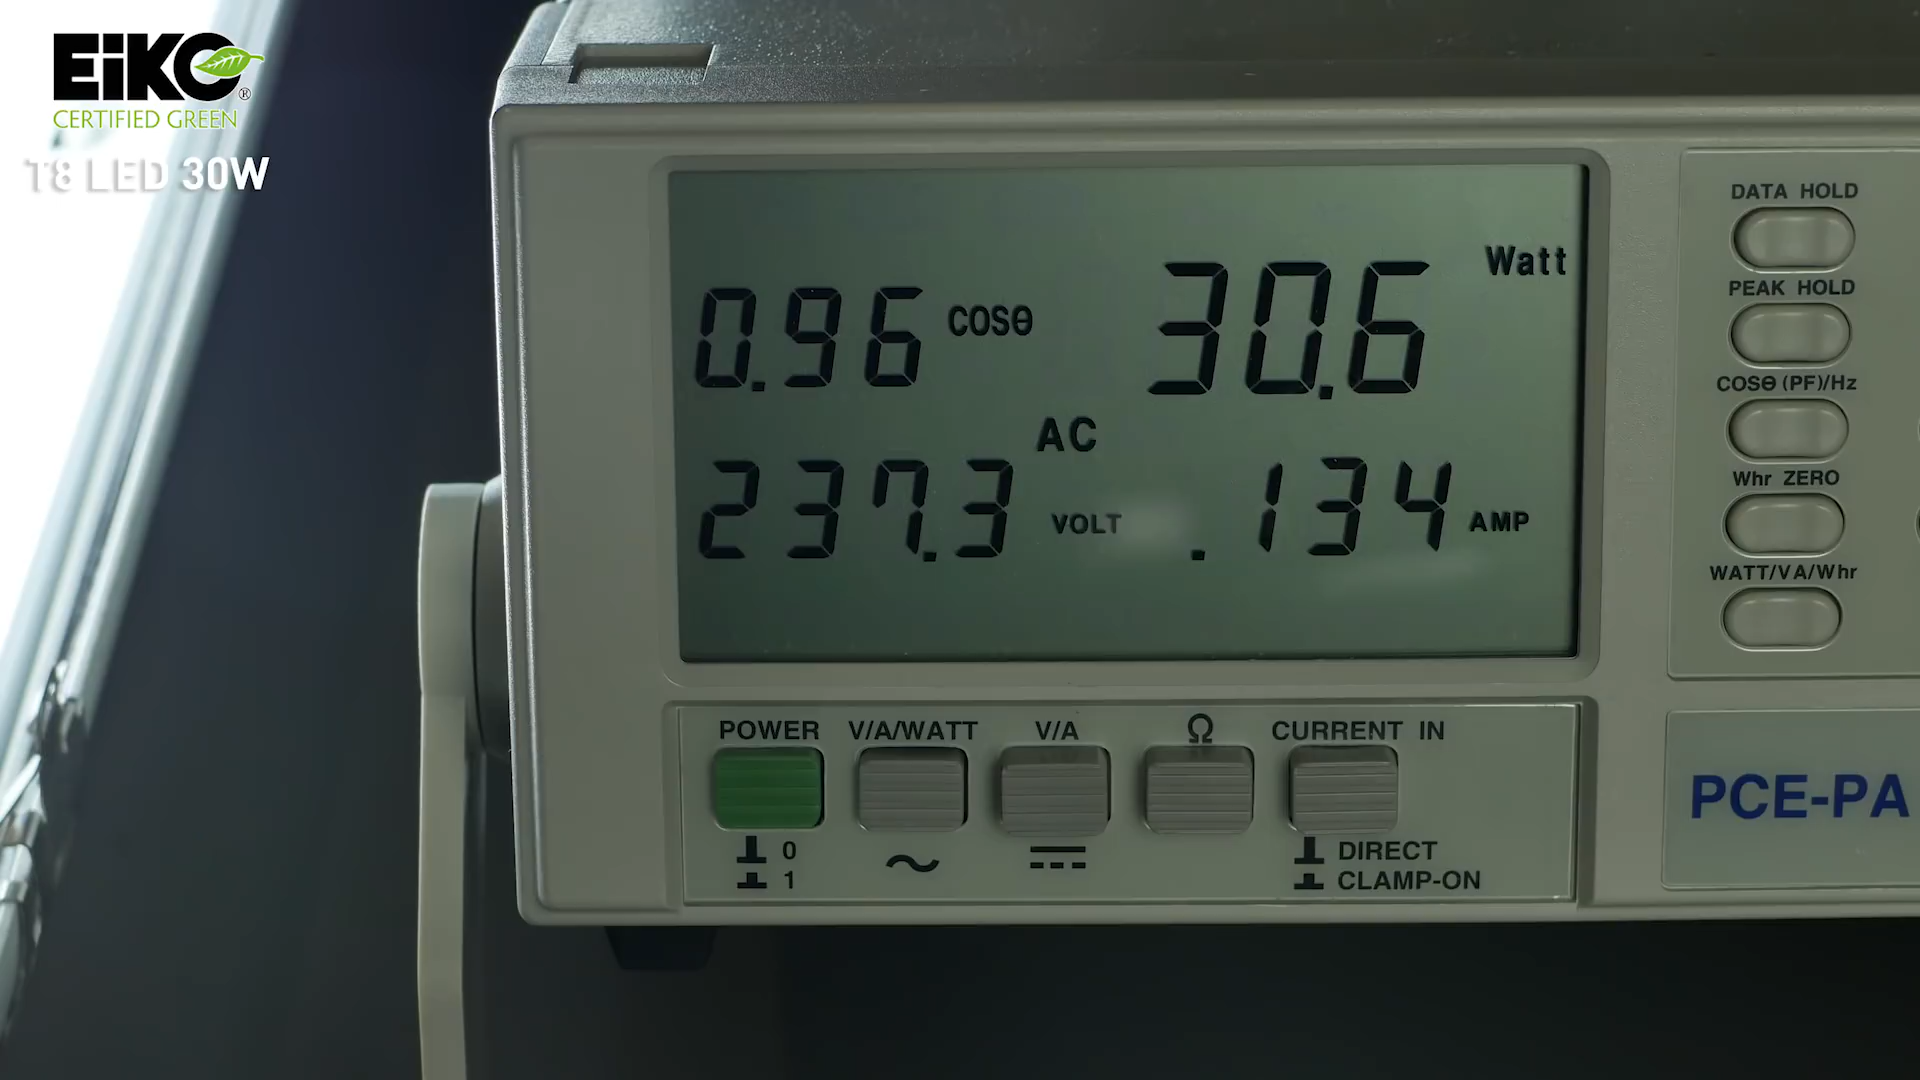 EiKO®
CERTIFIED GREEN
T8 LED 30W
0.96 COSθ
30.6 Watt
AC
237.3 VOLT
.134 AMP
DATA HOLD
PEAK HOLD
COSθ (PF)/Hz
Whr ZERO
WATT/VA/Whr
POWER
V/A/WATT
V/A
Ω
CURRENT IN
0
1
DIRECT
CLAMP-ON
PCE-PA